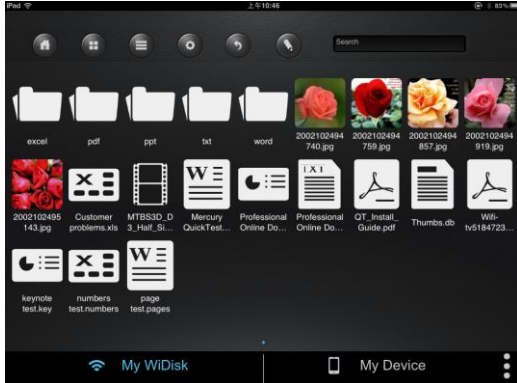 iPad 上午10:46 83%
Search
excel pdf ppt txt word 2002102494 2002102494 2002102494 2002102494
740.jpg 759.jpg 857.jpg 919.jpg
2002102495 Customer MTBS3D_D Mercury Professional Professional QT_Install_ Thumbs.db Wifi-
143.jpg problems.xls 3_Half_Si... QuickTest... Online Do... Online Do... Guide.pdf tv5184723...
keynote numbers page
test.key test.numbers test.pages
My WiDisk My Device